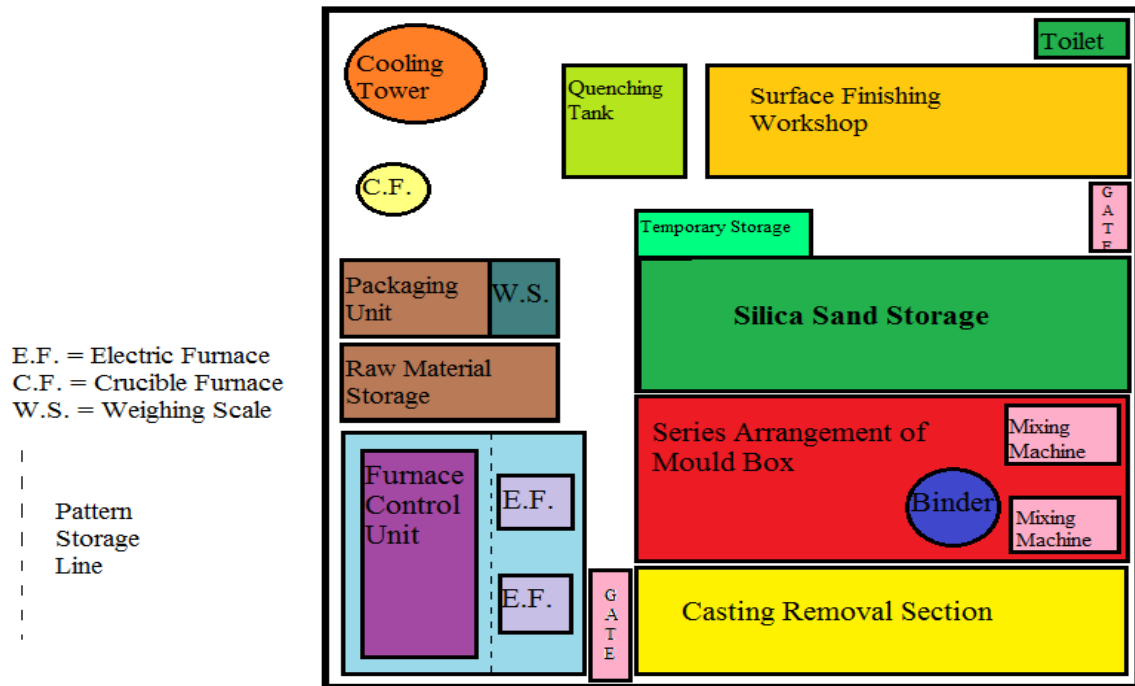 Toilet
Cooling
Tower
Quenching
Tank
Surface Finishing
Workshop
C.F.
G
A
T
E
Temporary Storage
Packaging
Unit
W.S.
Silica Sand Storage
E.F. = Electric Furnace
C.F. = Crucible Furnace
W.S. = Weighing Scale
Raw Material
Storage
Series Arrangement of
Mould Box
Mixing
Machine
Furnace
Control
Unit
E.F.
Binder
Mixing
Machine
Pattern
Storage
Line
E.F.
G
A
T
E
Casting Removal Section